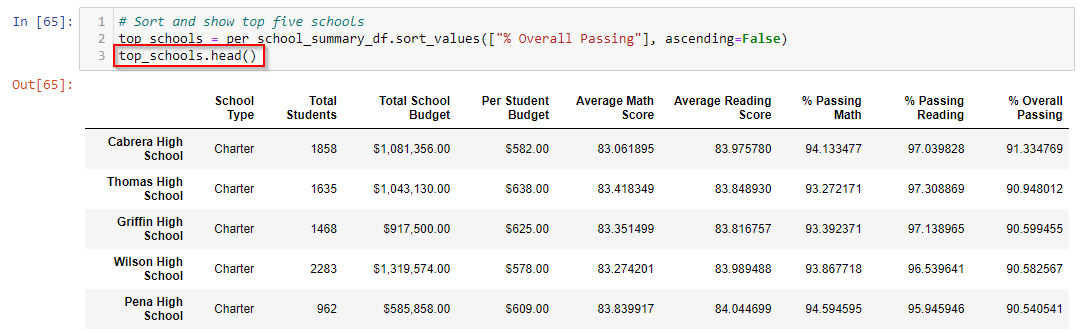 In [65]:
1 # Sort and show top five schools
2 top_schools = per_school_summary_df.sort_values(["% Overall Passing"], ascending=False)
3 top_schools.head()
Out[65]:
School Type Total Students Total School Budget Per Student Budget Average Math Score Average Reading Score % Passing Math % Passing Reading % Overall Passing
Cabrera High School Charter 1858 $1,081,356.00 $582.00 83.061895 83.975780 94.133477 97.039828 91.334769
Thomas High School Charter 1635 $1,043,130.00 $638.00 83.418349 83.848930 93.272171 97.308869 90.948012
Griffin High School Charter 1468 $917,500.00 $625.00 83.351499 83.816757 93.392371 97.138965 90.599455
Wilson High School Charter 2283 $1,319,574.00 $578.00 83.274201 83.989488 93.867718 96.539641 90.582567
Pena High School Charter 962 $585,858.00 $609.00 83.839917 84.044699 94.594595 95.945946 90.540541